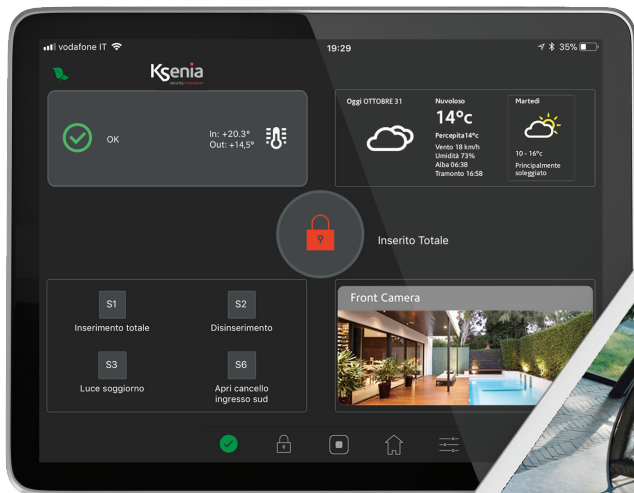 vodafone IT
19:29
35%
Ksenia
security innovation
OK
In: +20.3°
Out: +14,5°
Oggi OTTOBRE 31
Nuvoloso
14°c
Percepita14°c
Vento 18 km/h
Umidità 73%
Alba 06:38
Tramonto 16:58
Martedì
10 - 16°c
Principalmente
soleggiato
Inserito Totale
S1
Inserimento totale
S2
Disinserimento
S3
Luce soggiorno
S6
Apri cancello
ingresso sud
Front Camera